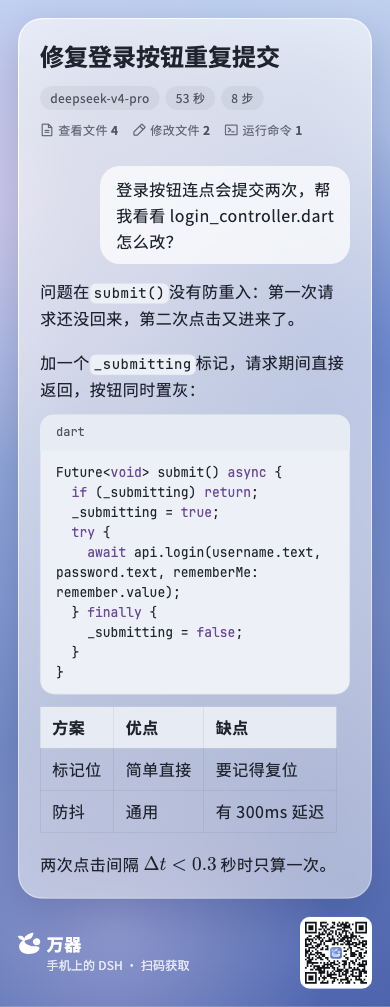 修复登录按钮重复提交
deepseek-v4-pro 53 秒 8 步
查看文件 4 修改文件 2 运行命令 1
登录按钮连点会提交两次，帮
我看看 login_controller.dart
怎么改？
问题在 submit() 没有防重入：第一次请
求还没回来，第二次点击又进来了。
加一个 _submitting 标记，请求期间直接
返回，按钮同时置灰：
dart
Future<void> submit() async {
  if (_submitting) return;
  _submitting = true;
  try {
    await api.login(username.text,
password.text, rememberMe:
remember.value);
  } finally {
    _submitting = false;
  }
}
方案 优点 缺点
标记位 简单直接 要记得复位
防抖 通用 有 300ms 延迟
两次点击间隔 Δt < 0.3 秒时只算一次。
万器
手机上的 DSH · 扫码获取